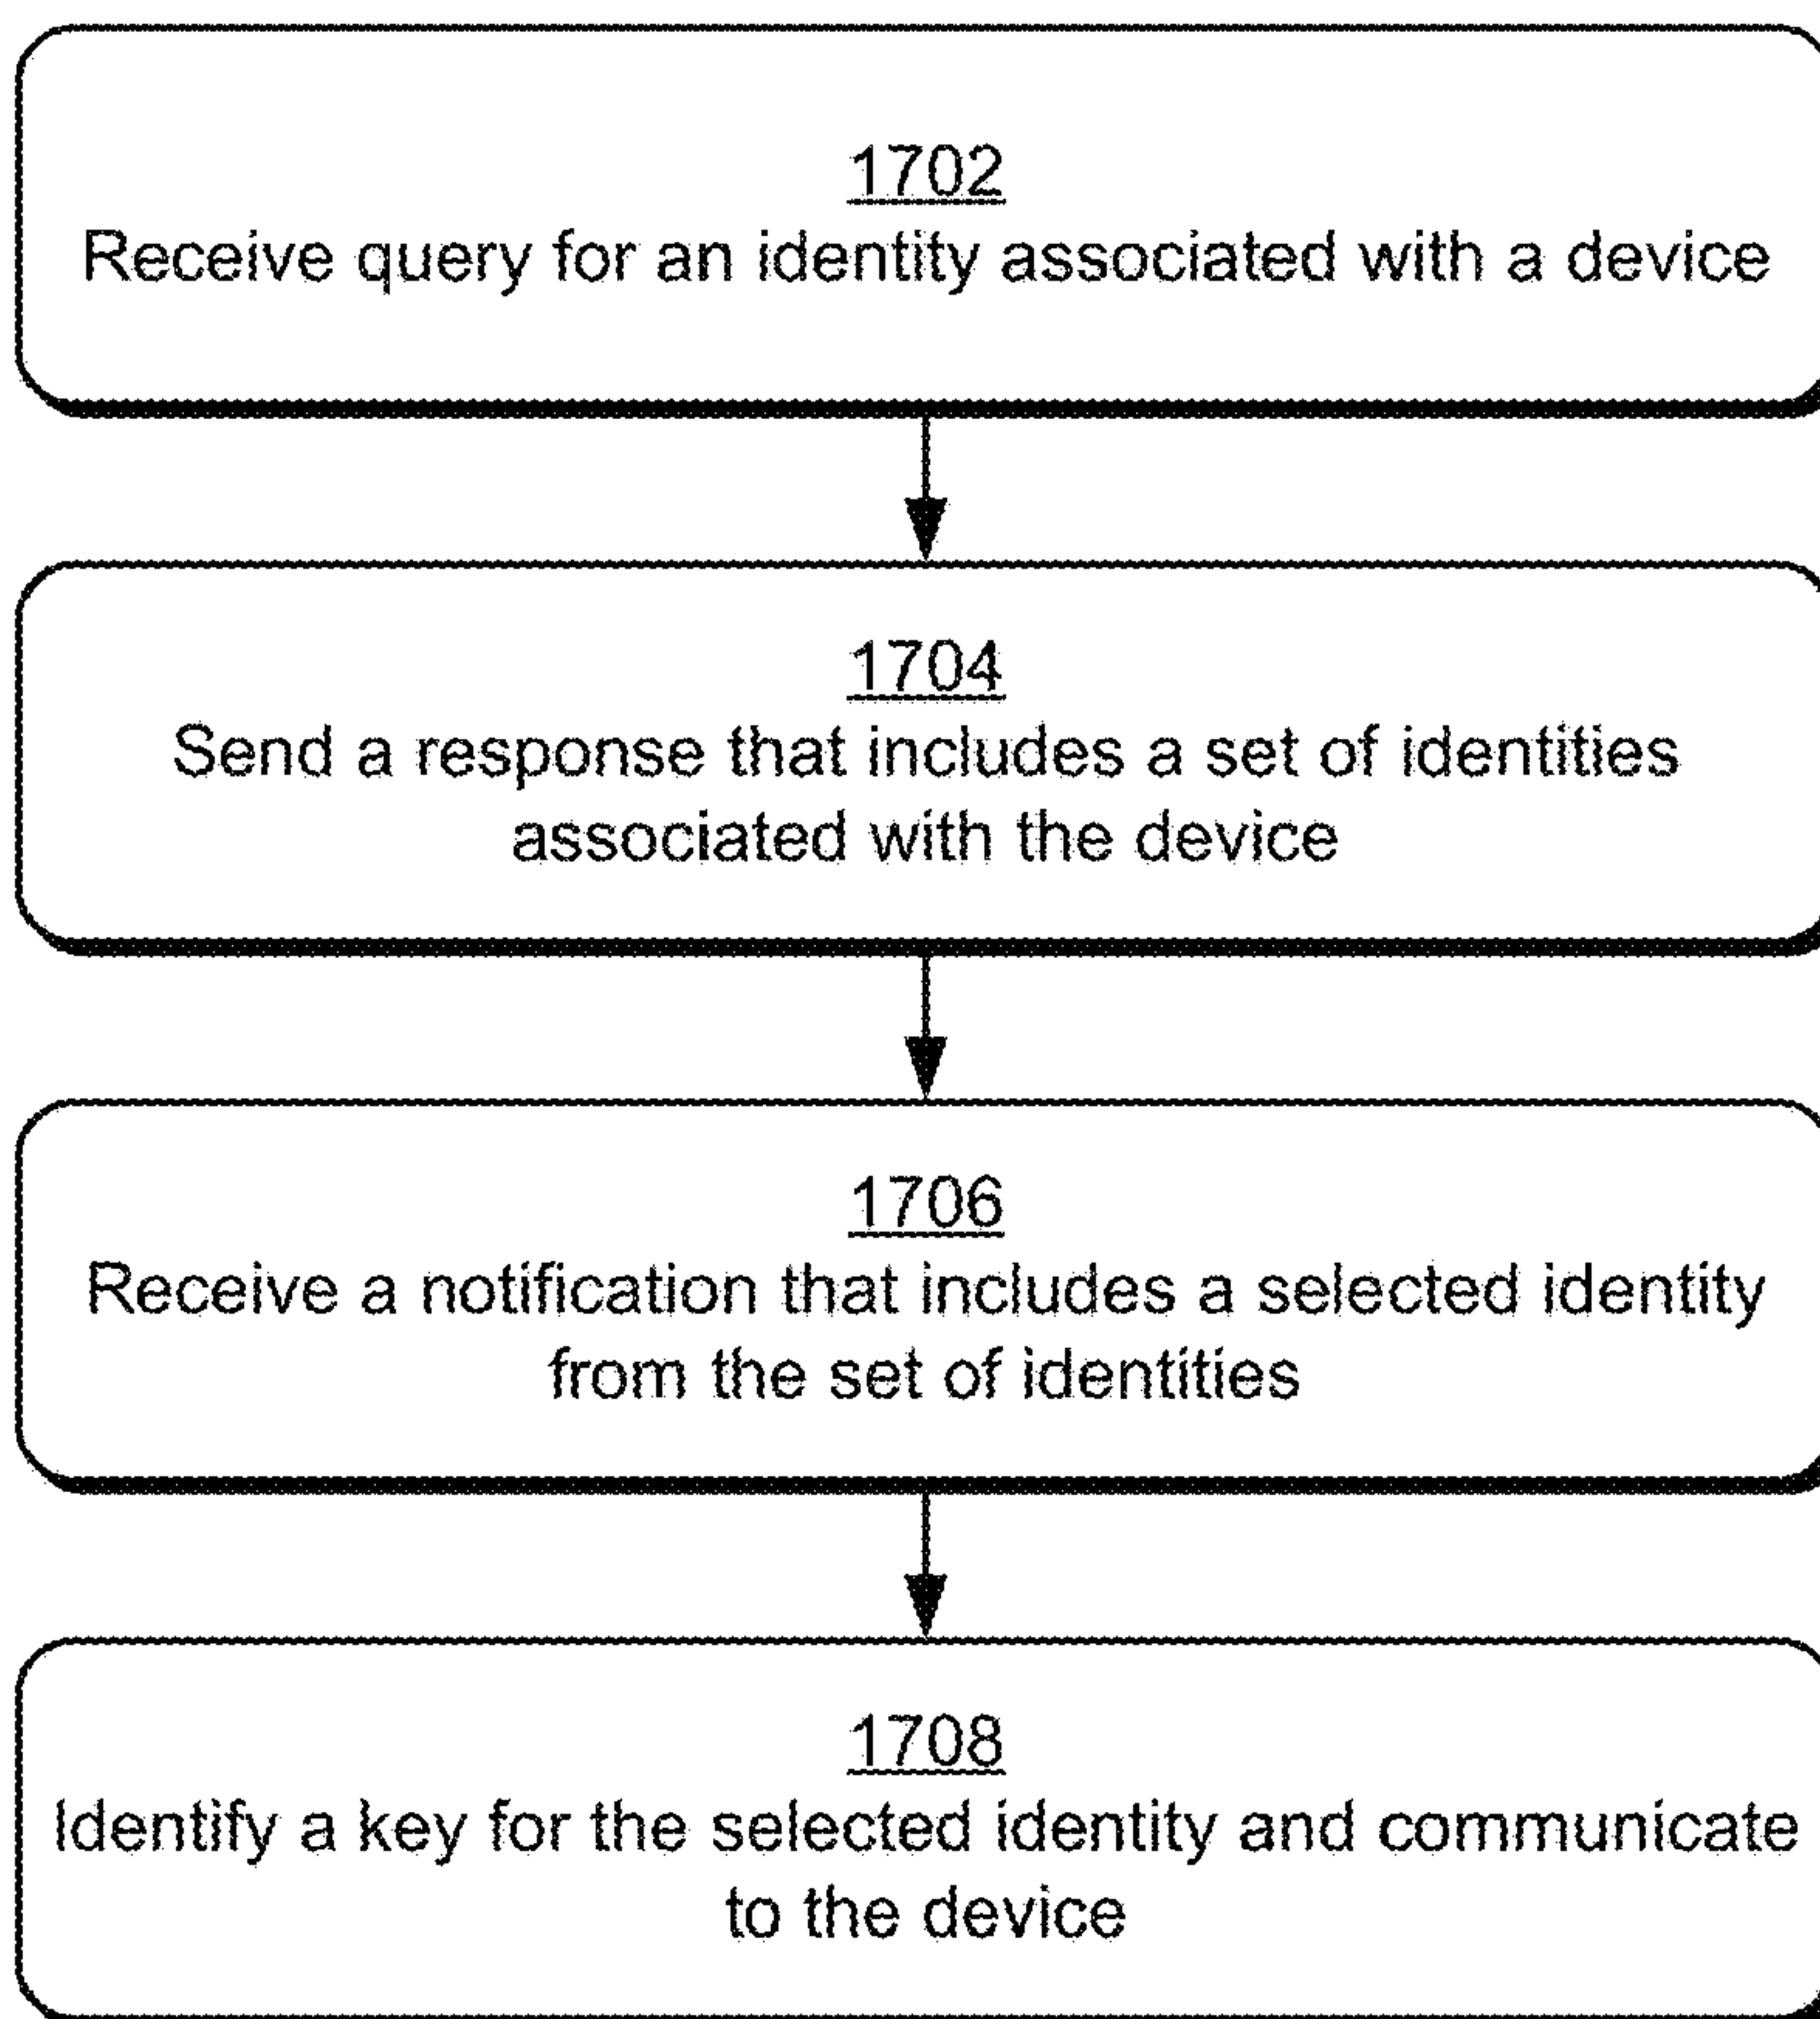 1702
Receive query for an identity associated with a device
1704
Send a response that includes a set of identities
associated with the device
1706
Receive a notification that includes a selected identity
from the set of identities
1708
Identify a key for the selected identity and communicate
to the device